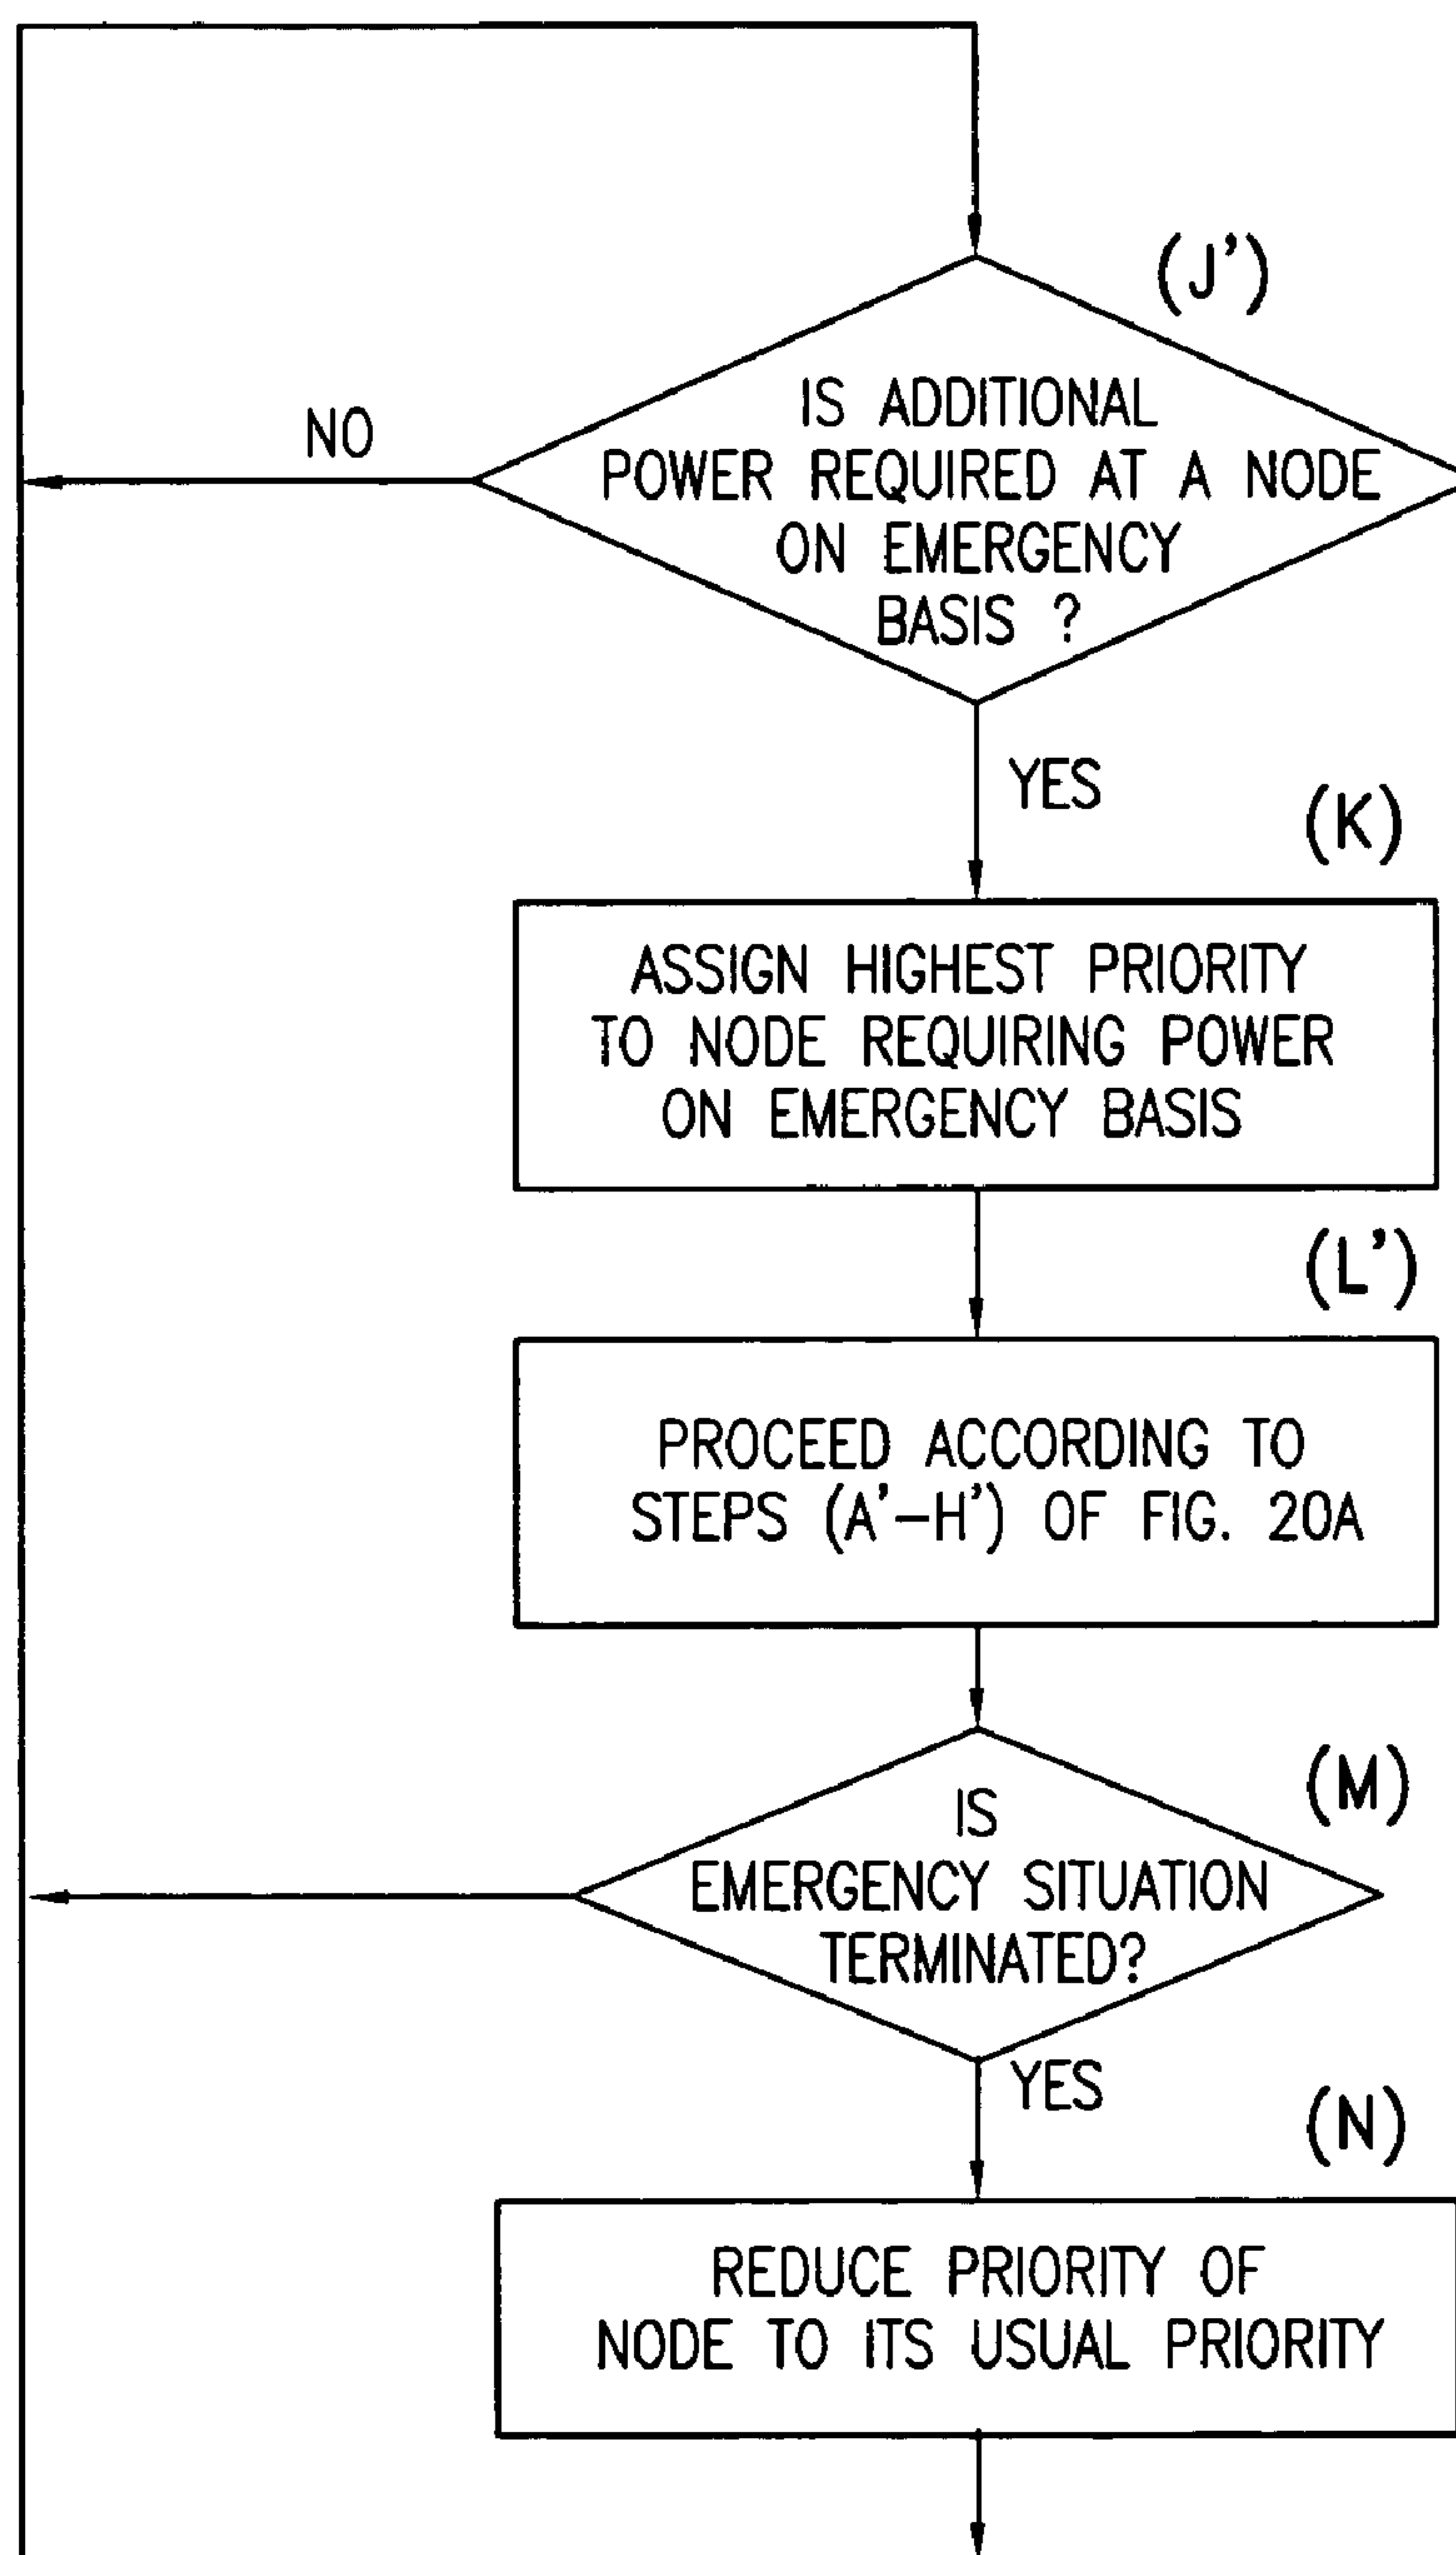 (J')
IS ADDITIONAL
POWER REQUIRED AT A NODE
ON EMERGENCY
BASIS ?
NO
YES
(K)
ASSIGN HIGHEST PRIORITY
TO NODE REQUIRING POWER
ON EMERGENCY BASIS
(L')
PROCEED ACCORDING TO
STEPS (A'-H') OF FIG. 20A
(M)
IS
EMERGENCY SITUATION
TERMINATED?
YES
(N)
REDUCE PRIORITY OF
NODE TO ITS USUAL PRIORITY